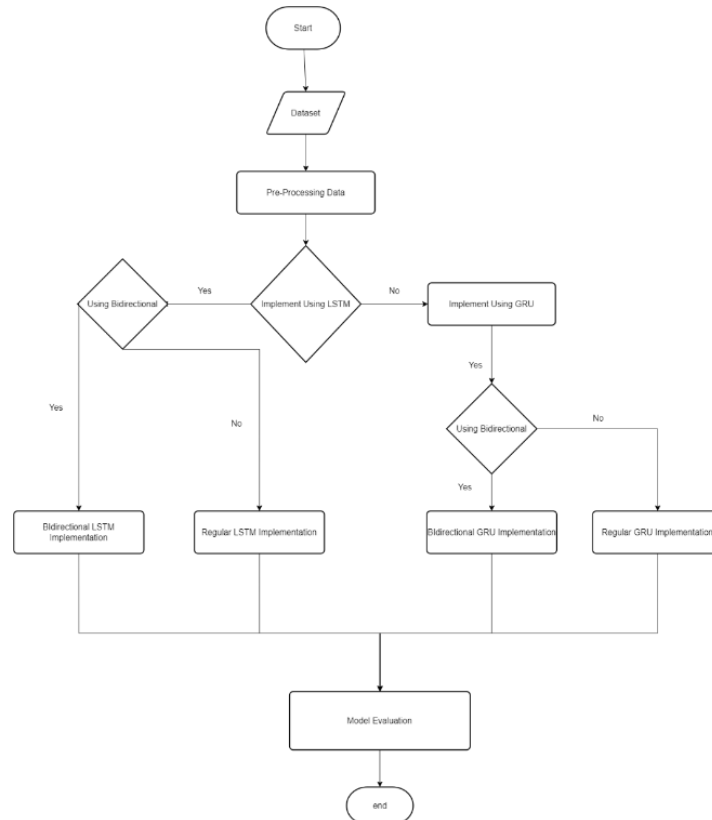 Start
Dataset
Pre-Processing Data
Using Bidirectional
Yes
Implement Using LSTM
No
Implement Using GRU
Yes
Yes
No
Using Bidirectional
No
Yes
BIdirectional LSTM
Implementation
Regular LSTM Implementation
BIdirectional GRU Implementation
Regular GRU Implementation
Model Evaluation
end